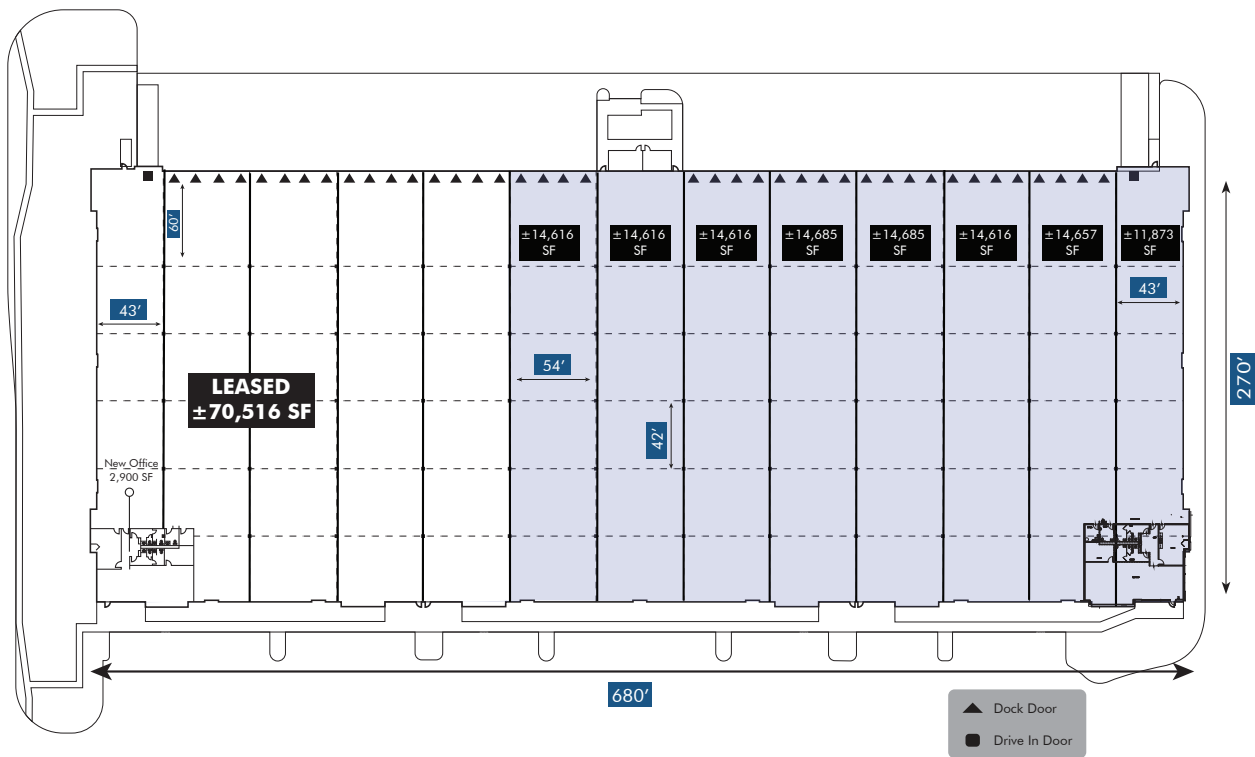 60’
±14,616
SF
±14,616
SF
±14,616
SF
±14,685
SF
±14,685
SF
±14,616
SF
±14,657
SF
±11,873
SF
43’
43’
54’
LEASED
±70,516 SF
270’
42’
New Office
2,900 SF
680’
Dock Door
Drive In Door